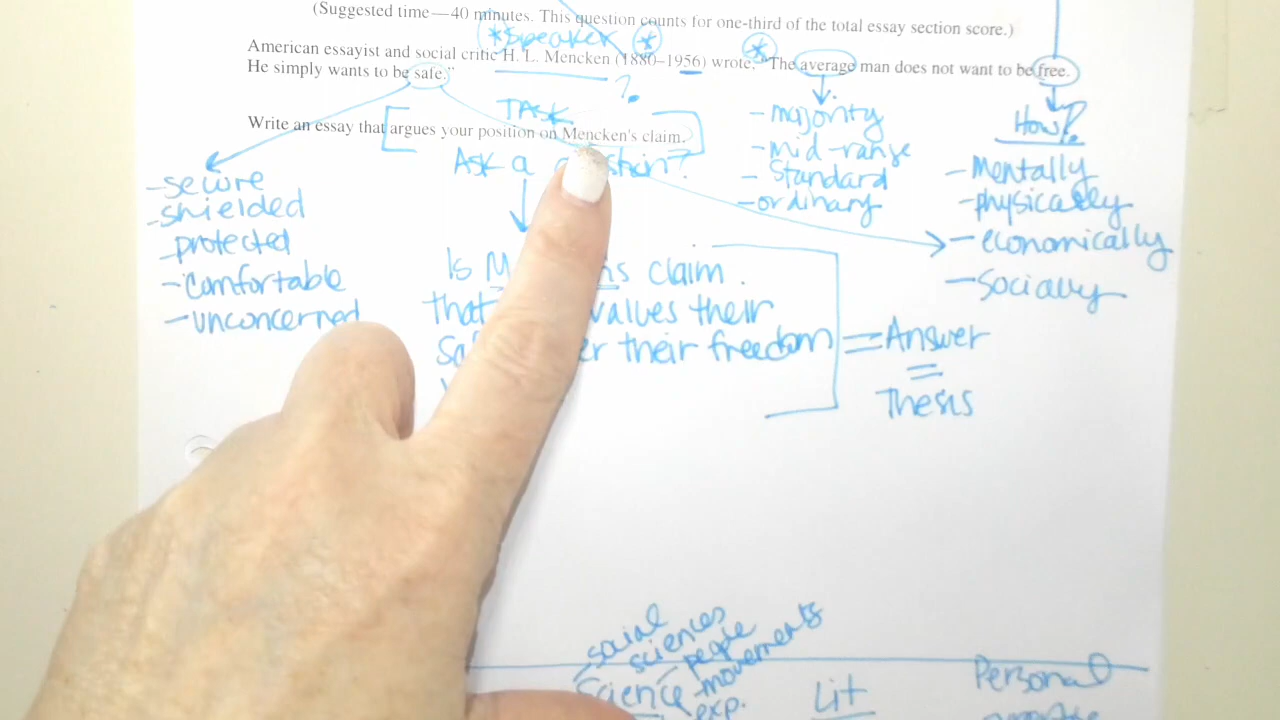 (Suggested time—40 minutes. This question counts for one-third of the total essay section score.)
*Speaker *
American essayist and social critic H. L. Mencken (1880–1956) wrote, "The average man does not want to be free.
He simply wants to be safe."
?
*
TASK
Write an essay that argues your position on Mencken's claim.
Ask a
- secure
- shielded
- protected
- comfortable
- unconcerned
- majority
- mid-range
- standard
- ordinary
How?
- mentally
- physically
- economically
- socially
Is claim
that values their
their freedom
= Answer
=
Thesis
- social
sciences
- people
- movements
Science
exp.
Lit
Personal